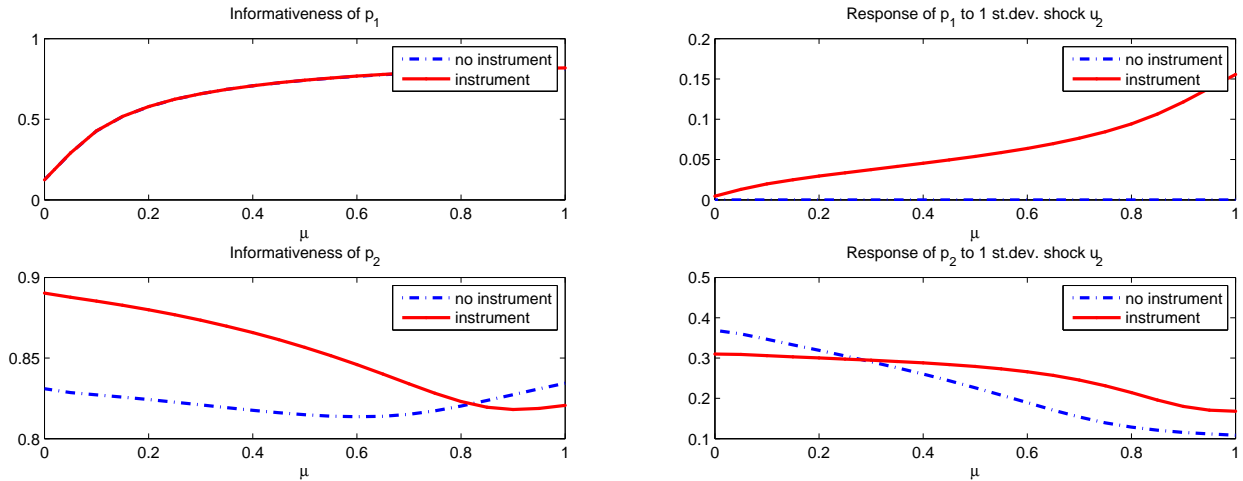 Informativeness of p1
1
0.5
0
0 0.2 0.4 0.6 0.8 1
μ
no instrument
instrument
Response of p1 to 1 st.dev. shock u2
0.2
0.15
0.1
0.05
0
0 0.2 0.4 0.6 0.8 1
μ
no instrument
instrument
Informativeness of p2
0.9
0.85
0.8
0 0.2 0.4 0.6 0.8 1
μ
no instrument
instrument
Response of p2 to 1 st.dev. shock u2
0.5
0.4
0.3
0.2
0.1
0 0.2 0.4 0.6 0.8 1
μ
no instrument
instrument